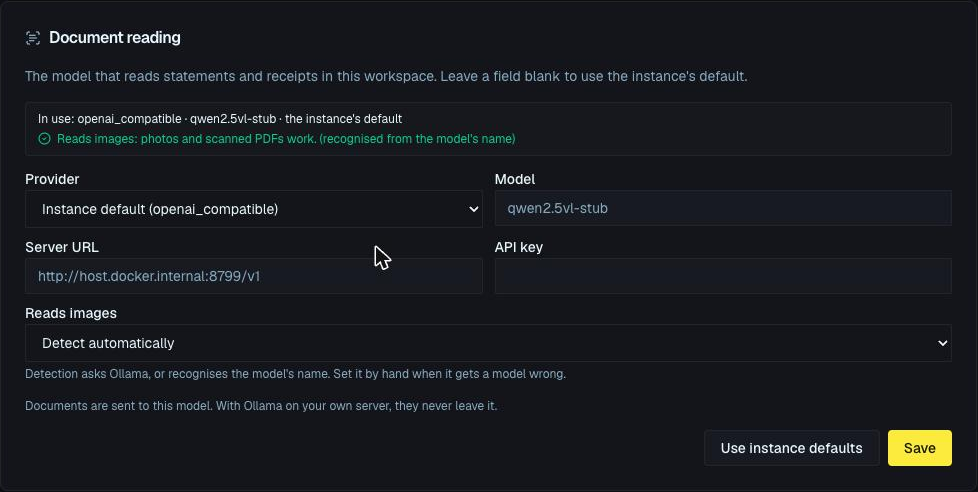 Document reading
The model that reads statements and receipts in this workspace. Leave a field blank to use the instance's default.
In use: openai_compatible · qwen2.5vl-stub · the instance's default
Reads images: photos and scanned PDFs work. (recognised from the model's name)
Provider
Model
Instance default (openai_compatible)
qwen2.5vl-stub
Server URL
API key
http://host.docker.internal:8799/v1
Reads images
Detect automatically
Detection asks Ollama, or recognises the model's name. Set it by hand when it gets a model wrong.
Documents are sent to this model. With Ollama on your own server, they never leave it.
Use instance defaults
Save